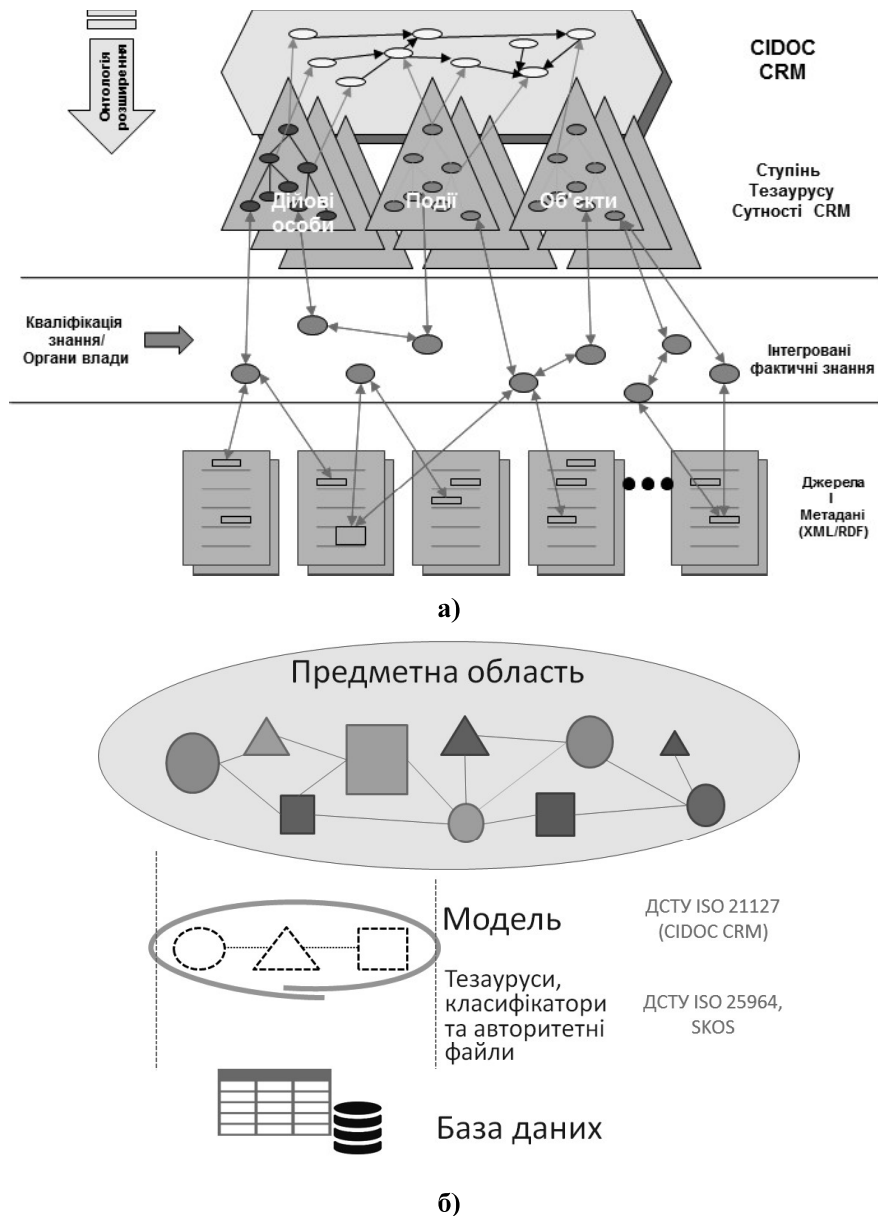 Онтологія
розширення
CIDOC
CRM
Ступінь
Тезаурусу
Сутності CRM
Дійові
особи
Події
Об'єкти
Кваліфікація
знання/
Органи влади
Інтегровані
фактичні знання
Джерела
І
Метадані
(XML/RDF)
а)
Предметна область
Модель
ДСТУ ISO 21127
(CIDOC CRM)
Тезауруси,
класифікатори
та авторитетні
файли
ДСТУ ISO 25964,
SKOS
База даних
б)